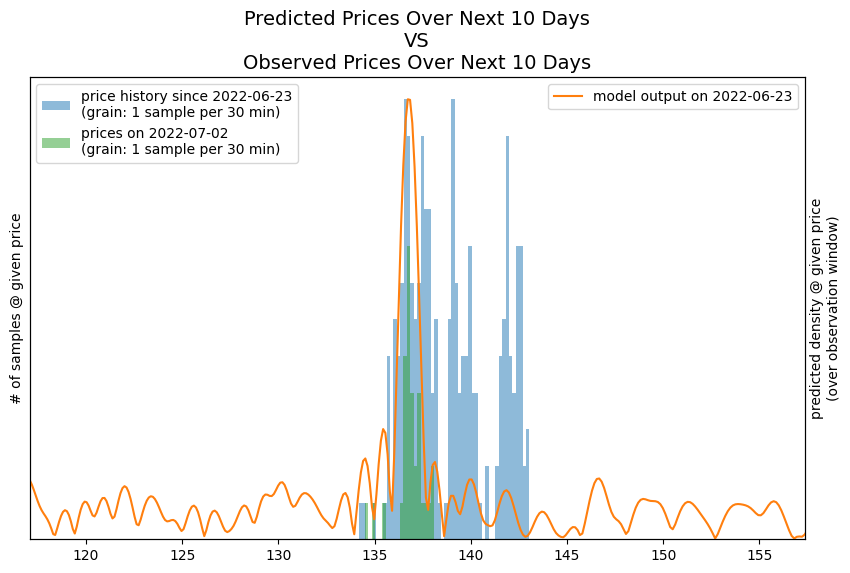 Predicted Prices Over Next 10 Days
VS
Observed Prices Over Next 10 Days
price history since 2022-06-23
(grain: 1 sample per 30 min)
prices on 2022-07-02
(grain: 1 sample per 30 min)
model output on 2022-06-23
# of samples @ given price
predicted density @ given price
(over observation window)
120 125 130 135 140 145 150 155